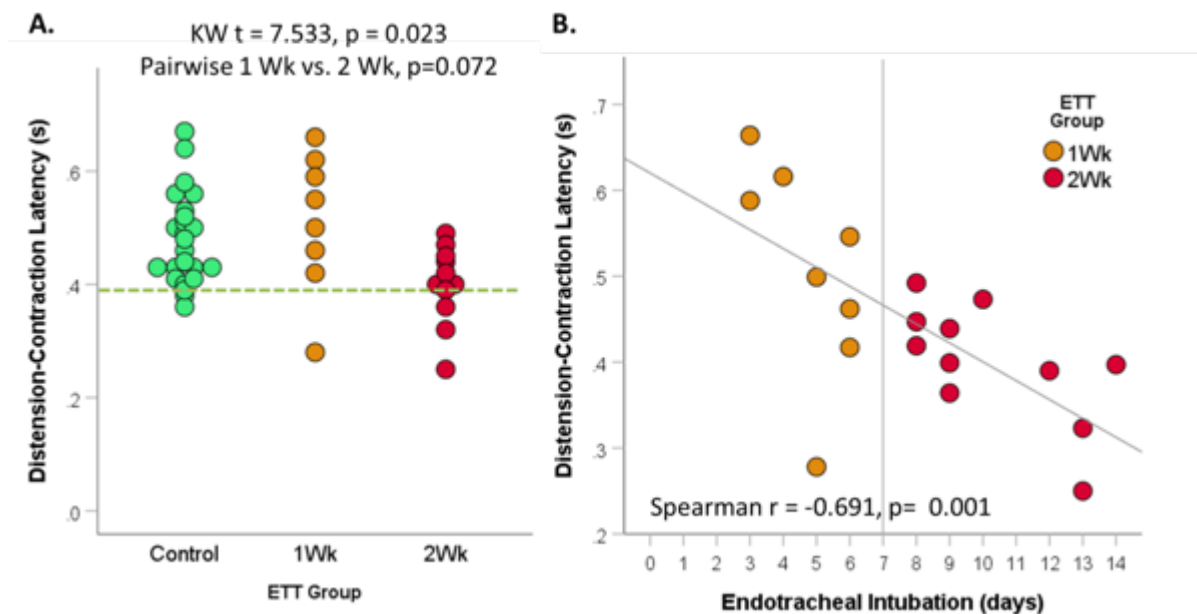 A.
KW t = 7.533, p = 0.023
Pairwise 1 Wk vs. 2 Wk, p=0.072
Distension-Contraction Latency (s)
.6
.4
.2
.0
Control 1Wk 2Wk
ETT Group
B.
Distension-Contraction Latency (s)
.7
.6
.5
.4
.3
.2
ETT
Group
1Wk
2Wk
Spearman r = -0.691, p= 0.001
0 1 2 3 4 5 6 7 8 9 10 11 12 13 14
Endotracheal Intubation (days)